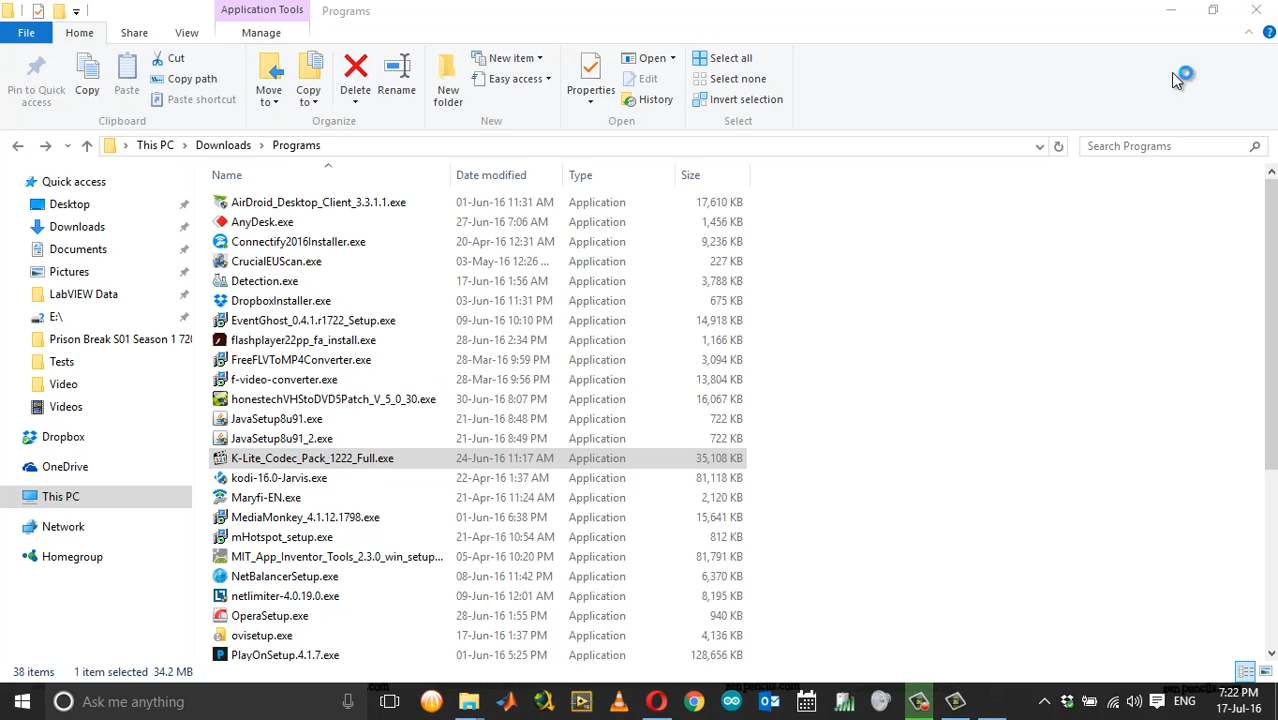 Application Tools Programs
File Home Share View Manage
Pin to Quick access
Copy
Paste
Cut
Copy path
Paste shortcut
Clipboard
Move to
Copy to
Delete
Rename
Organize
New folder
New item
Easy access
New
Properties
Open
Edit
History
Open
Select all
Select none
Invert selection
Select
This PC Downloads Programs Search Programs
Name Date modified Type Size
Quick access
Desktop
Downloads
Documents
Pictures
LabVIEW Data
E:\
Prison Break S01 Season 1 720
Tests
Video
Videos
Dropbox
OneDrive
This PC
Network
Homegroup
AirDroid_Desktop_Client_3.3.1.1.exe 01-Jun-16 11:31 AM Application 17,610 KB
AnyDesk.exe 27-Jun-16 7:06 AM Application 1,456 KB
Connectify2016Installer.exe 20-Apr-16 12:31 AM Application 9,236 KB
CrucialEUScan.exe 03-May-16 12:26 ... Application 227 KB
Detection.exe 17-Jun-16 1:56 AM Application 3,788 KB
DropboxInstaller.exe 03-Jun-16 11:31 PM Application 675 KB
EventGhost_0.4.1.r1722_Setup.exe 09-Jun-16 10:10 PM Application 14,918 KB
flashplayer22pp_fa_install.exe 28-Jun-16 2:34 PM Application 1,166 KB
FreeFLVToMP4Converter.exe 28-Mar-16 9:59 PM Application 3,094 KB
f-video-converter.exe 28-Mar-16 9:56 PM Application 13,804 KB
honestechVHStoDVD5Patch_V_5_0_30.exe 30-Jun-16 8:07 PM Application 16,067 KB
JavaSetup8u91.exe 21-Jun-16 8:48 PM Application 722 KB
JavaSetup8u91_2.exe 21-Jun-16 8:49 PM Application 722 KB
K-Lite_Codec_Pack_1222_Full.exe 24-Jun-16 11:17 AM Application 35,108 KB
kodi-16.0-Jarvis.exe 22-Apr-16 1:37 AM Application 81,118 KB
Maryfi-EN.exe 21-Apr-16 11:24 AM Application 2,120 KB
MediaMonkey_4.1.12.1798.exe 01-Jun-16 6:38 PM Application 15,641 KB
mHotspot_setup.exe 21-Apr-16 10:54 AM Application 812 KB
MIT_App_Inventor_Tools_2.3.0_win_setup... 05-Apr-16 10:20 PM Application 81,791 KB
NetBalancerSetup.exe 08-Jun-16 11:42 PM Application 6,370 KB
netlimiter-4.0.19.0.exe 09-Jun-16 12:01 AM Application 8,195 KB
OperaSetup.exe 28-Jun-16 1:55 PM Application 940 KB
ovisetup.exe 17-Jun-16 1:37 PM Application 4,136 KB
PlayOnSetup.4.1.7.exe 01-Jun-16 5:25 PM Application 128,656 KB
38 items 1 item selected 34.2 MB
Ask me anything ENG 7:22 PM
17-Jul-16